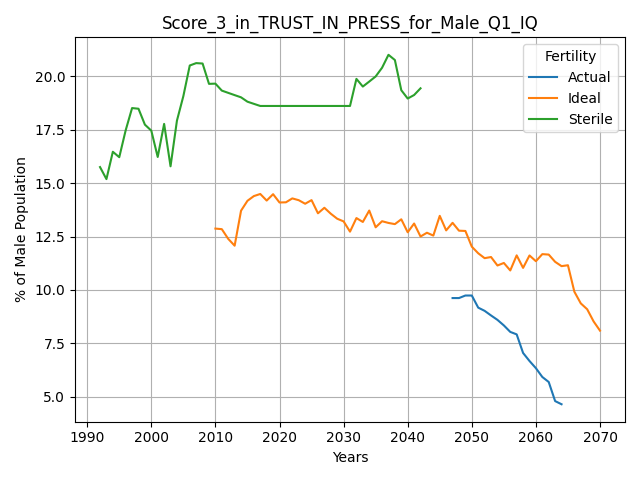 Score_3_in_TRUST_IN_PRESS_for_Male_Q1_IQ
Fertility
Actual
Ideal
Sterile
% of Male Population
20.0
17.5
15.0
12.5
10.0
7.5
5.0
1990 2000 2010 2020 2030 2040 2050 2060 2070
Years